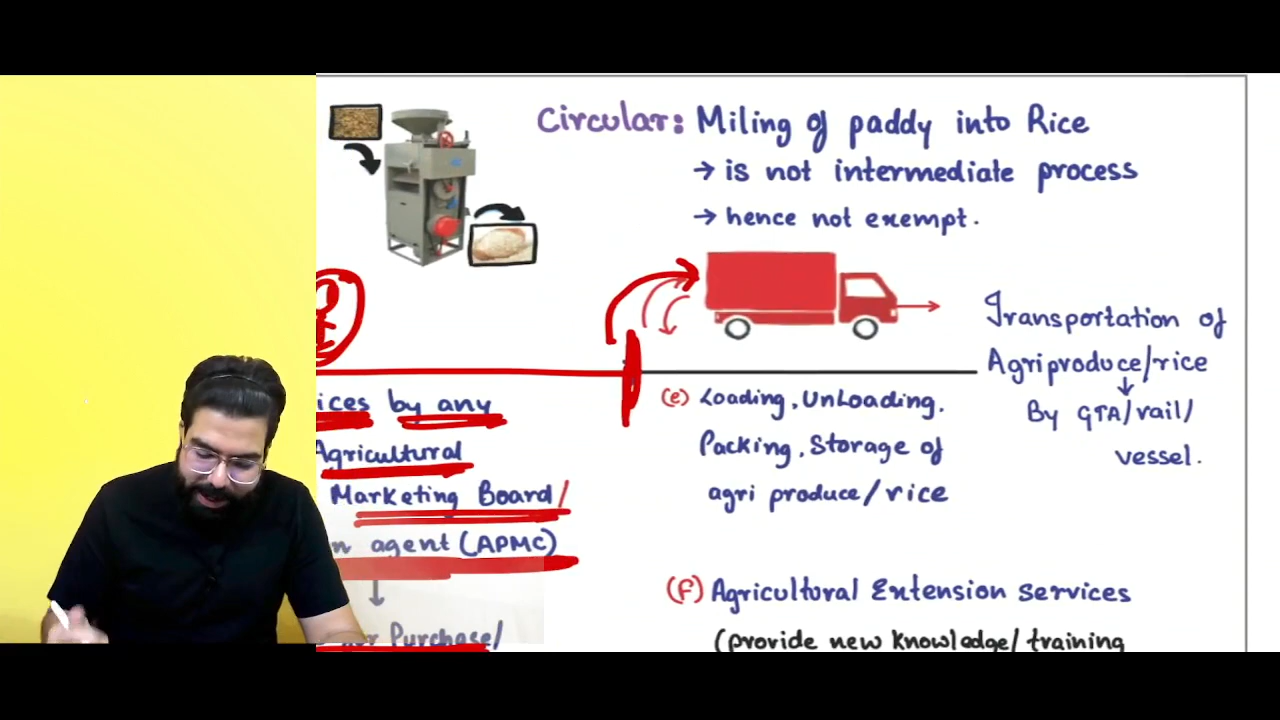 Circular: Miling of paddy into Rice
→ is not intermediate process
→ hence not exempt.
Transportation of
Agriproduce/rice
By GTA/rail/
vessel.
by any
Agricultural
Marketing Board/
agent (APMC)
Purchase/
(e) Loading, UnLoading,
Packing, Storage of
agri produce/rice
(f) Agricultural Extension services
(provide new knowledge/training